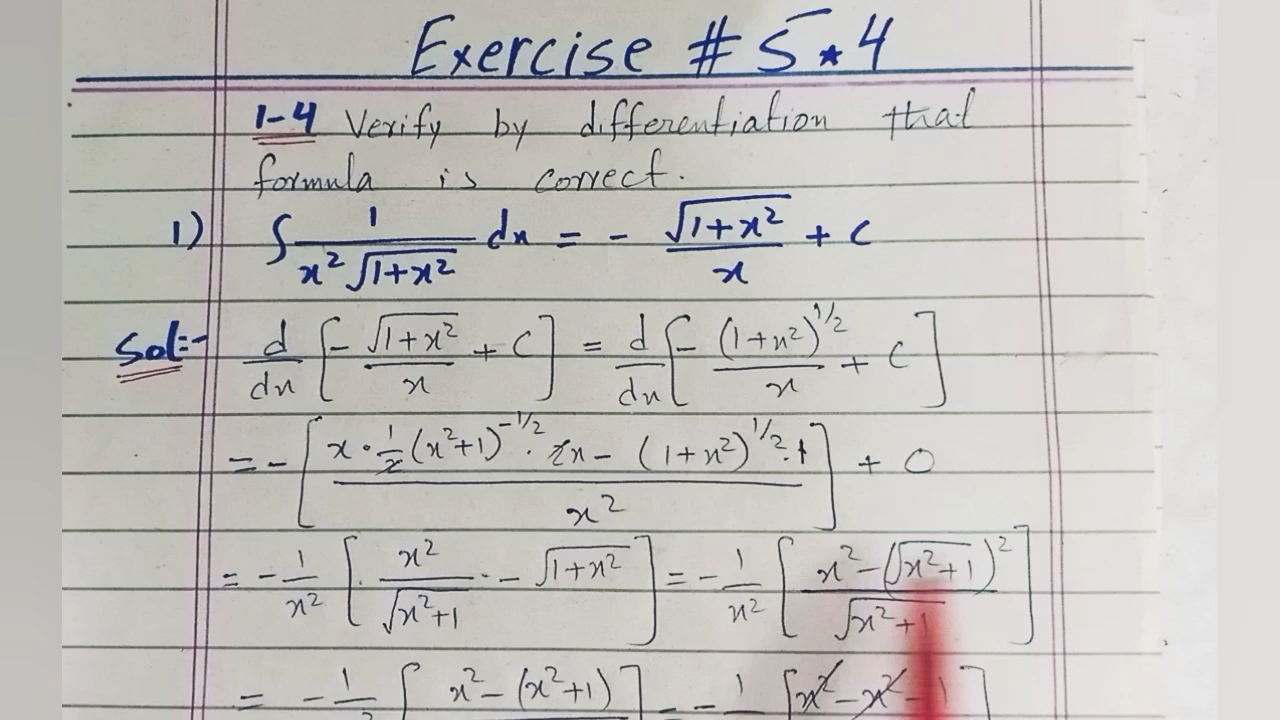 Exercise # 5.4
1-4 Verify by differentiation that
formula is correct.
1) ∫ 1/(x²√(1+x²)) dx = - √(1+x²)/x + c
Sol:- d/dx [- √(1+x²)/x + C] = d/dx [- (1+x²)^1/2/x + C]
= - [(x · 1/2 (x²+1)^-1/2 · 2x - (1+x²)^1/2 · 1)/x²] + 0
= - 1/x² [x²/√(x²+1) - √(1+x²)] = - 1/x² [(x² - (√(x²+1))²)/√(x²+1)]
= - 1/ [x² - (x²+1)] = - 1/ [x² - x² - 1]